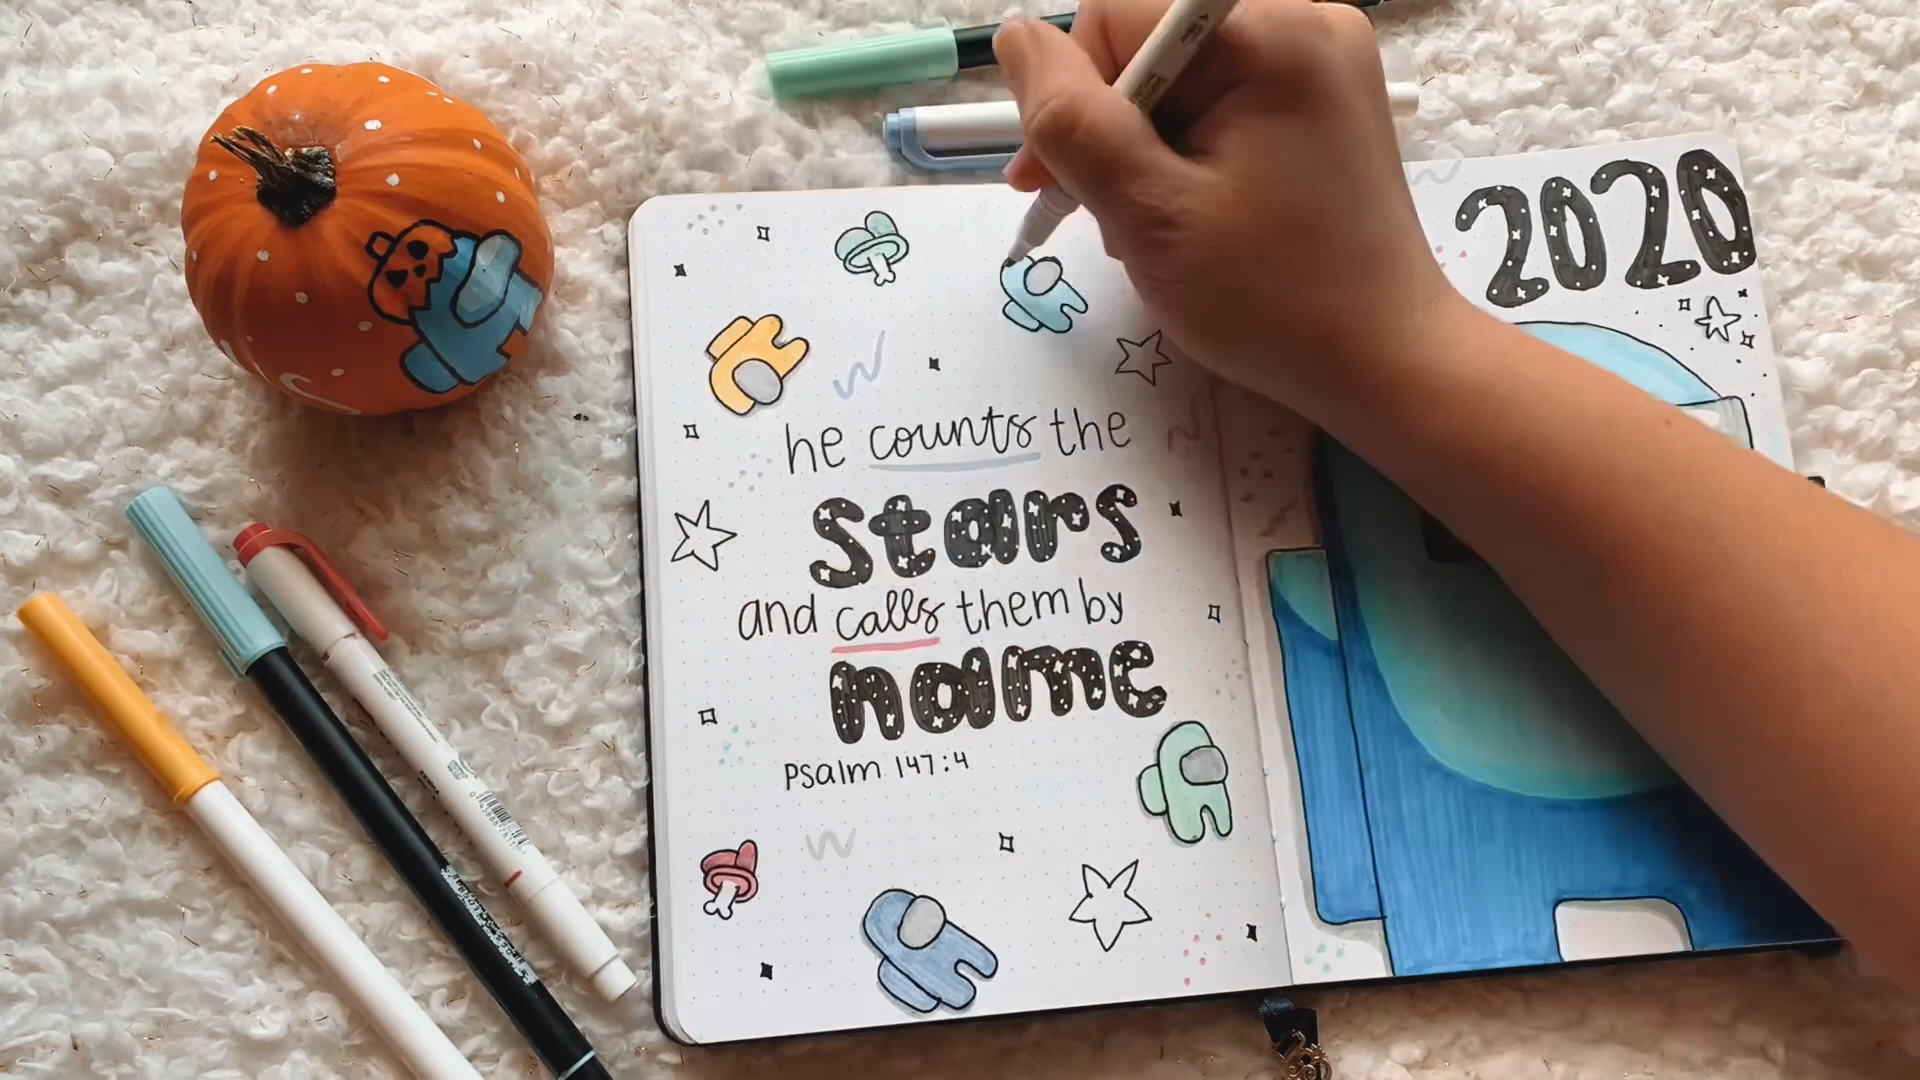 2020
he counts the
stars
and calls them by
name
Psalm 147:4